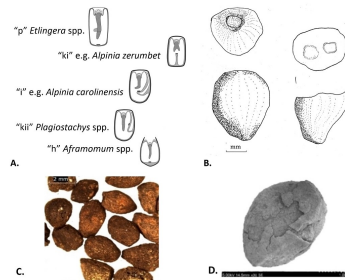 "p" Etlingera spp.
"ki" e.g. Alpinia zerumbet
"i" e.g. Alpinia carolinensis
"kii" Plagiostachys spp.
"h" Aframomum spp.
A.
B.
mm
2 mm
C.
D.